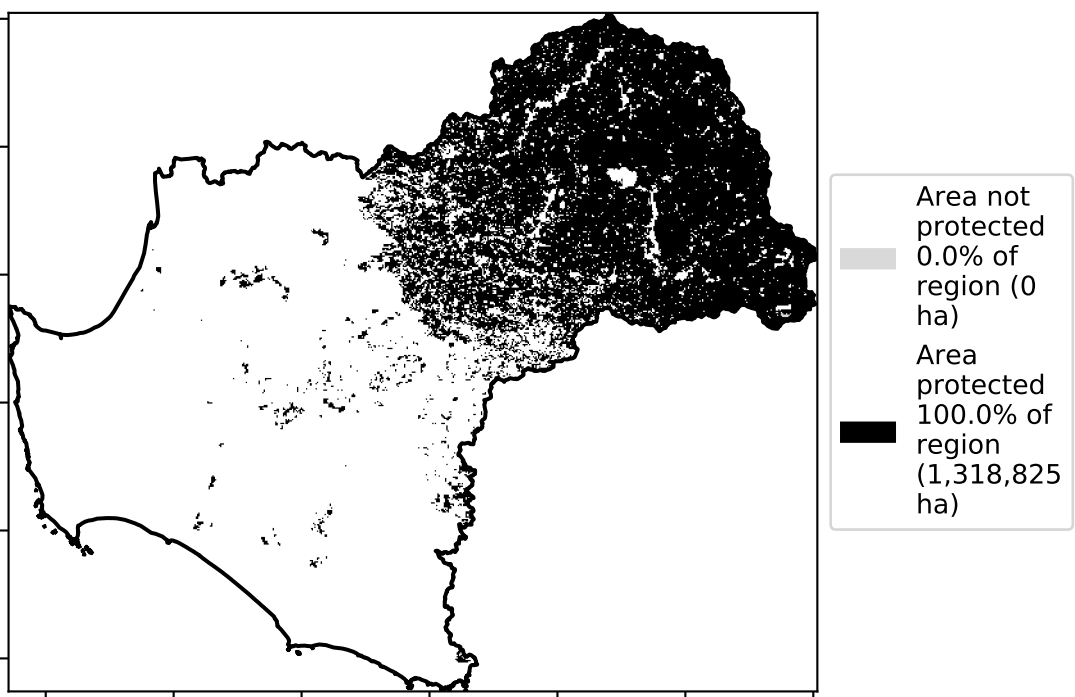 Area not
protected
0.0% of
region (0
ha)
Area
protected
100.0% of
region
(1,318,825
ha)